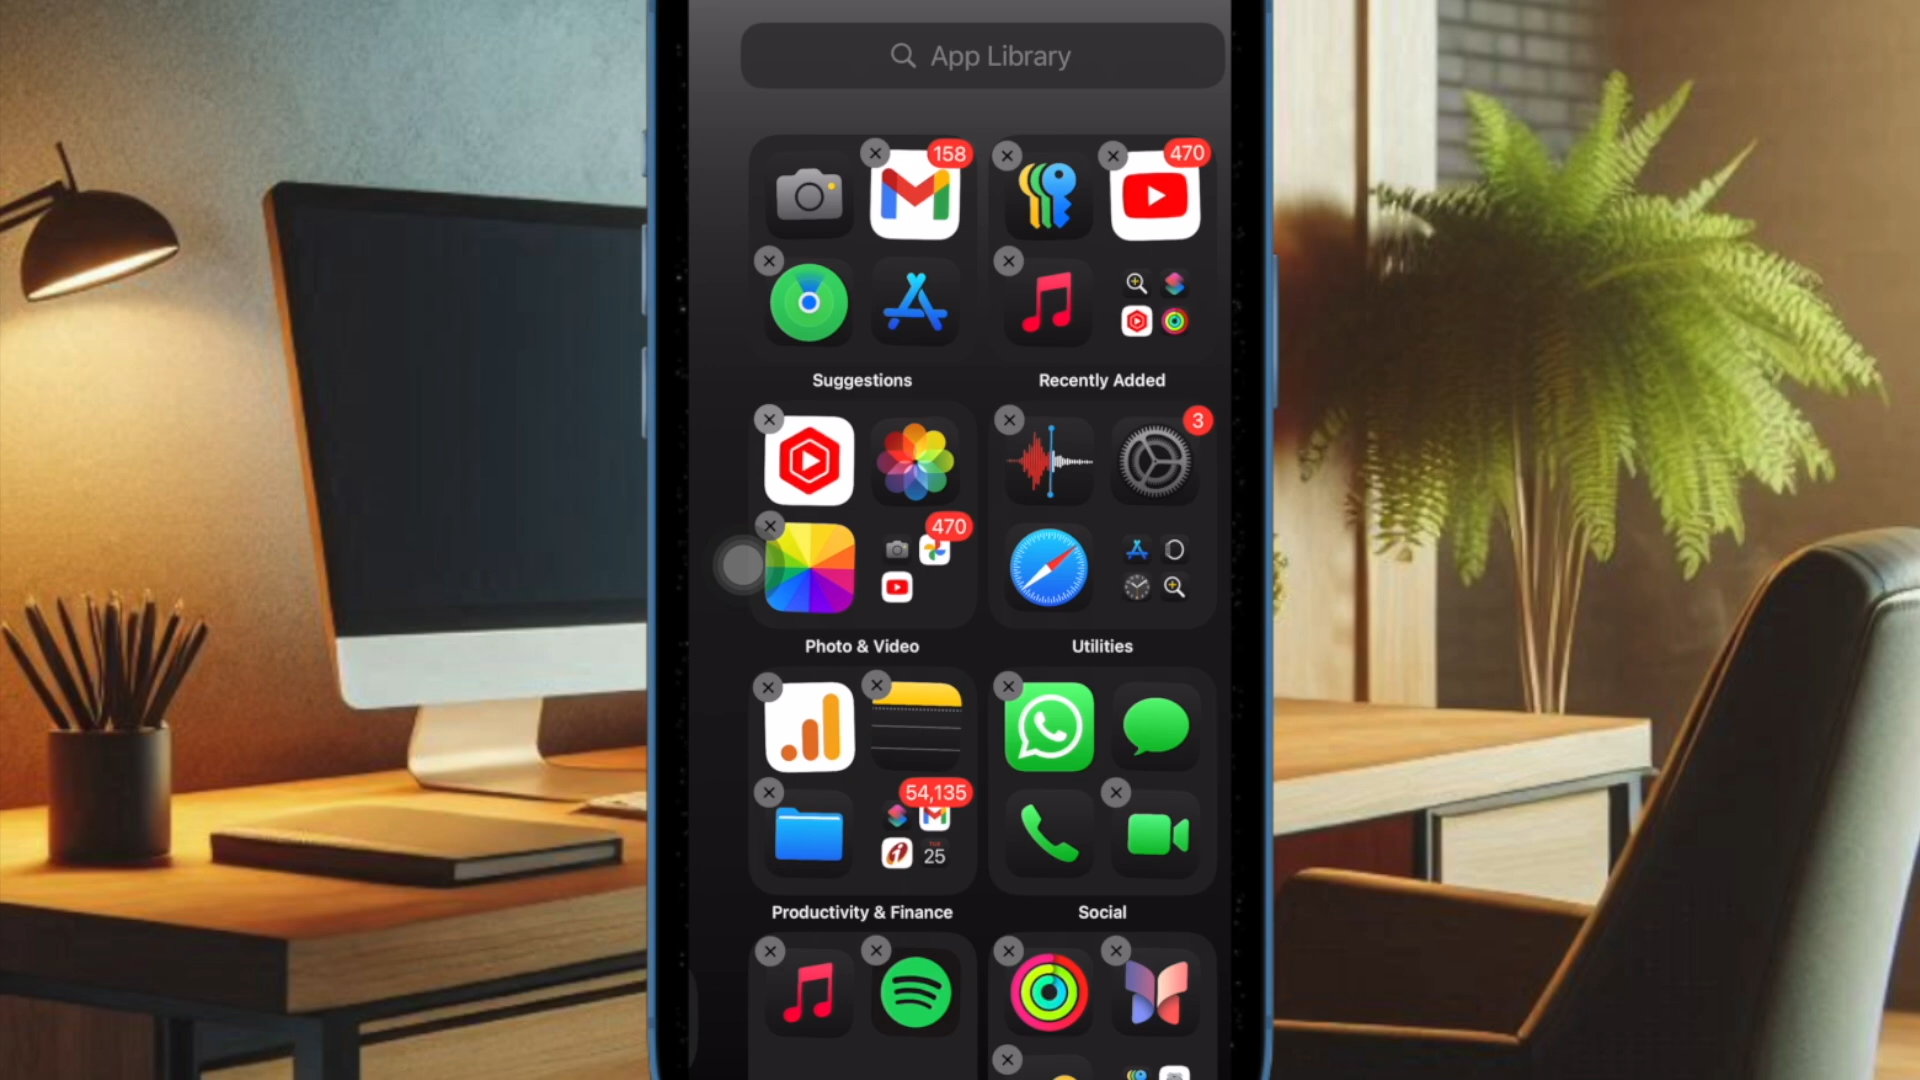 App Library
158
470
Suggestions
Recently Added
3
470
Photo & Video
Utilities
54,135
25
Productivity & Finance
Social